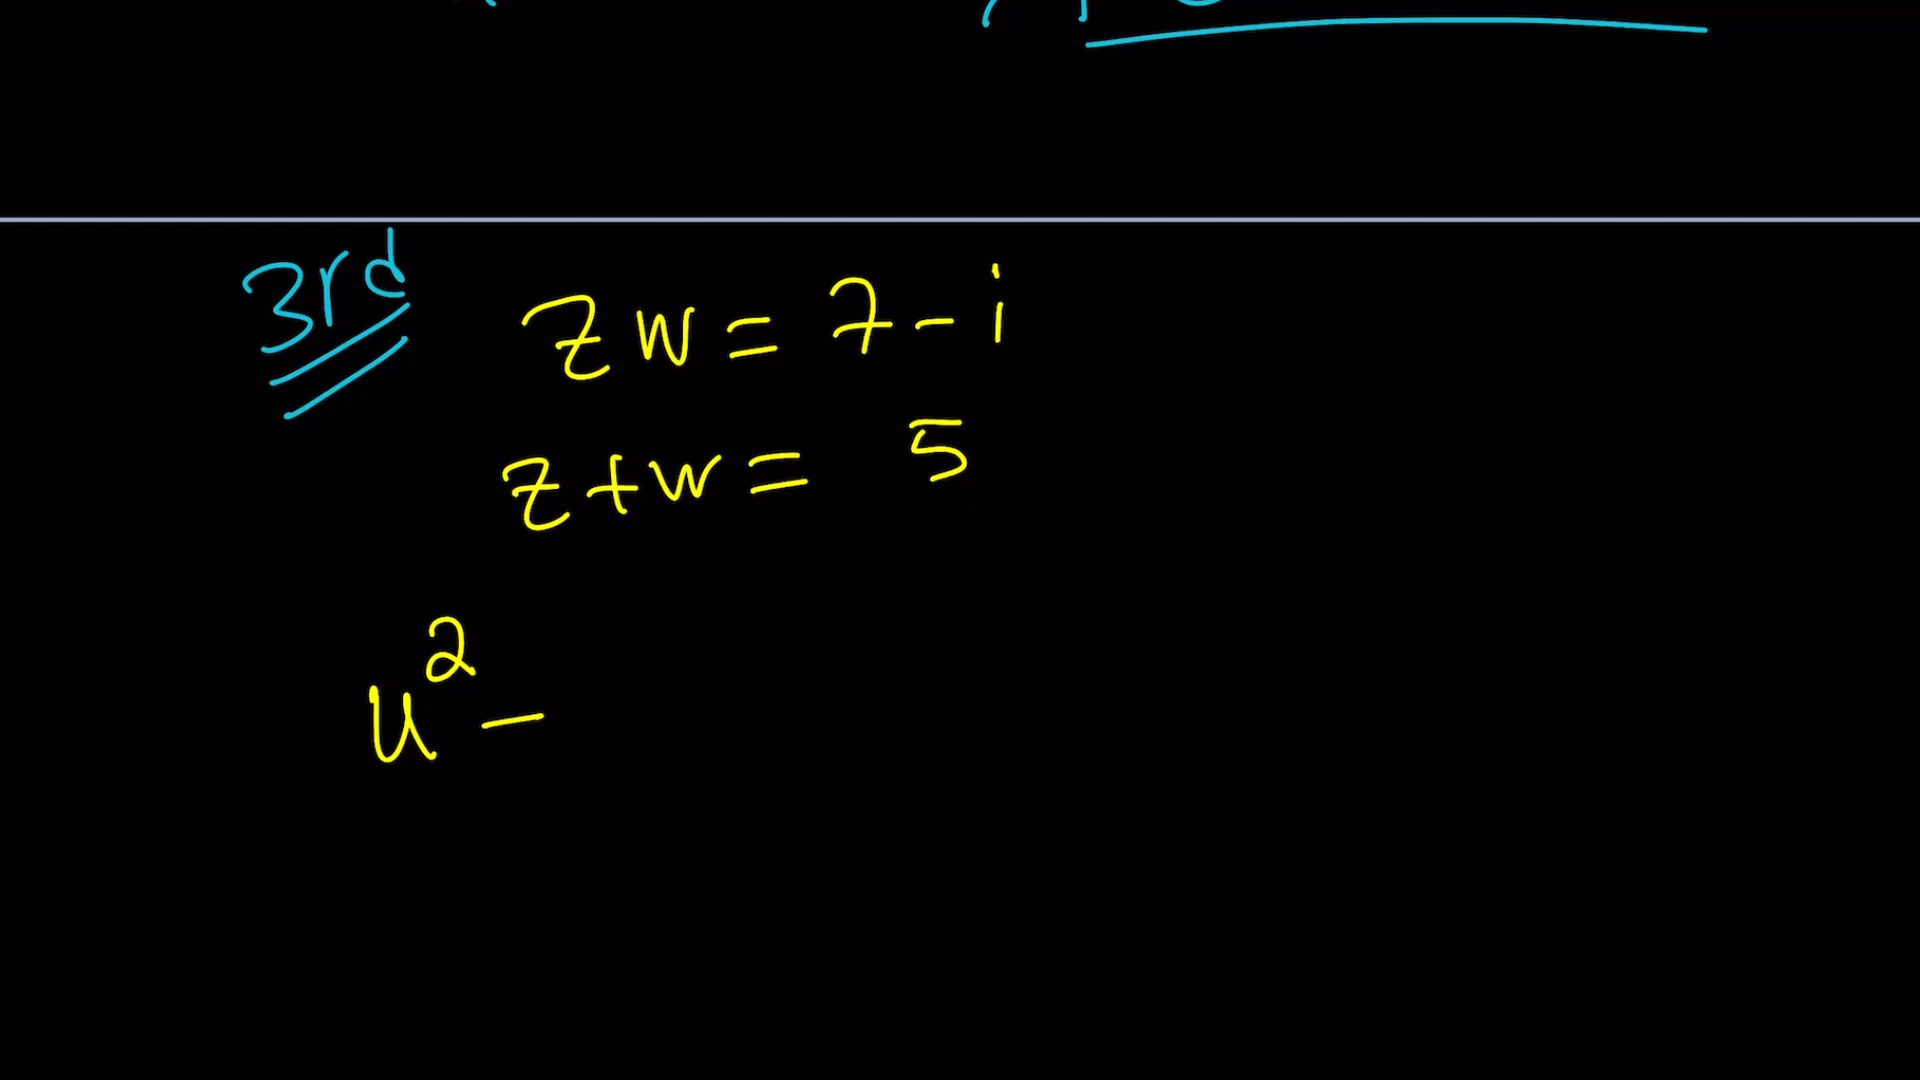 3rd
zw = 7 - i
z + w = 5
u² -